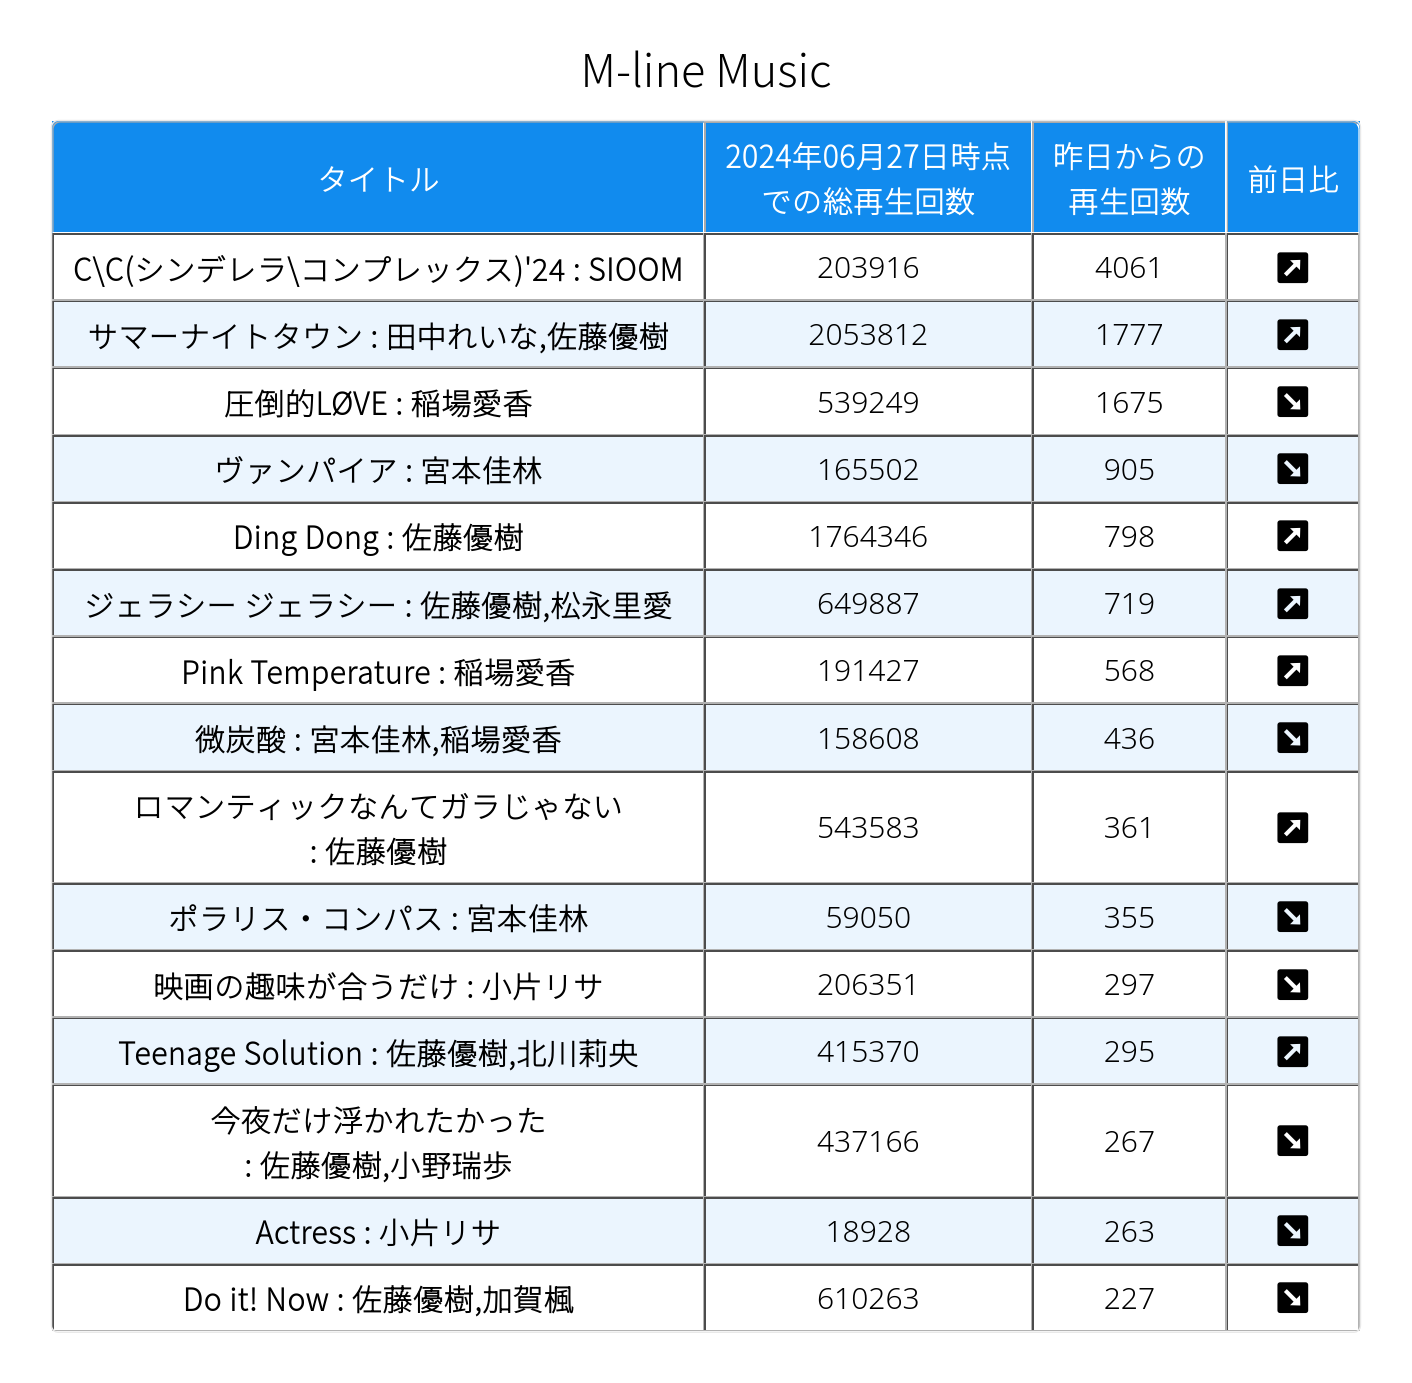 M-line Music
タイトル
2024年06月27日時点
での総再生回数
昨日からの
再生回数
前日比
C\C(シンデレラ\コンプレックス)'24 : SIOOM 203916 4061 ↗
サマーナイトタウン : 田中れいな,佐藤優樹 2053812 1777 ↗
圧倒的LØVE : 稲場愛香 539249 1675 ↘
ヴァンパイア : 宮本佳林 165502 905 ↘
Ding Dong : 佐藤優樹 1764346 798 ↗
ジェラシー ジェラシー : 佐藤優樹,松永里愛 649887 719 ↗
Pink Temperature : 稲場愛香 191427 568 ↗
微炭酸 : 宮本佳林,稲場愛香 158608 436 ↘
ロマンティックなんてガラじゃない
: 佐藤優樹 543583 361 ↗
ポラリス・コンパス : 宮本佳林 59050 355 ↘
映画の趣味が合うだけ : 小片リサ 206351 297 ↘
Teenage Solution : 佐藤優樹,北川莉央 415370 295 ↗
今夜だけ浮かれたかった
: 佐藤優樹,小野瑞歩 437166 267 ↘
Actress : 小片リサ 18928 263 ↘
Do it! Now : 佐藤優樹,加賀楓 610263 227 ↘